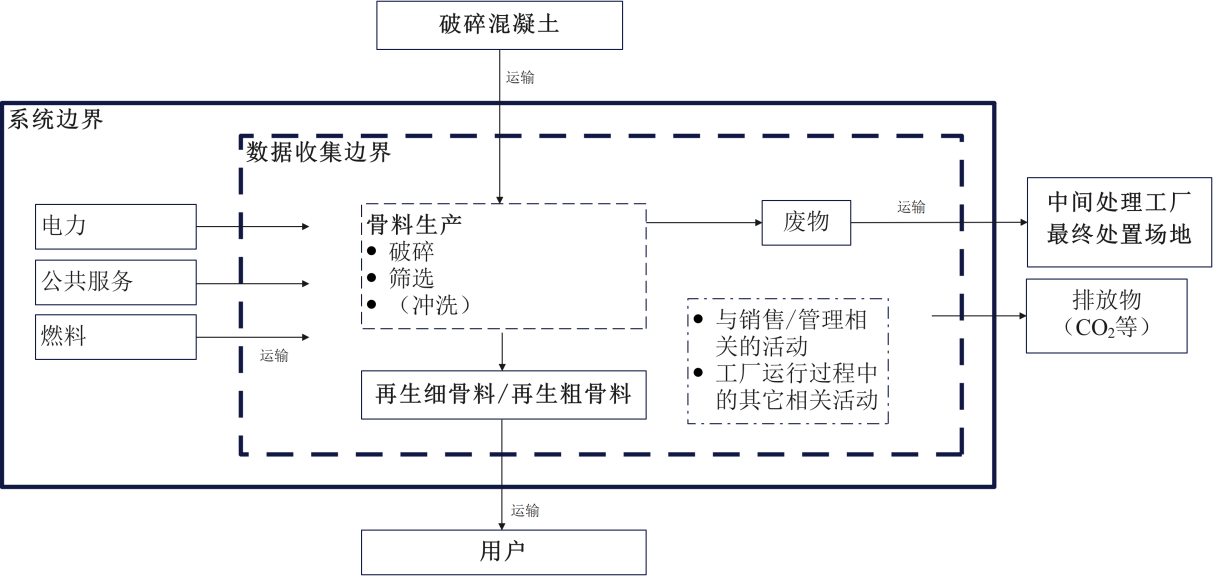 破碎混凝土
运输
系统边界
数据收集边界
电力
公共服务
燃料
运输
骨料生产
● 破碎
● 筛选
● （冲洗）
废物
运输
中间处理工厂
最终处置场地
排放物
（CO₂等）
● 与销售/管理相
关的活动
● 工厂运行过程中
的其它相关活动
再生细骨料/再生粗骨料
运输
用户